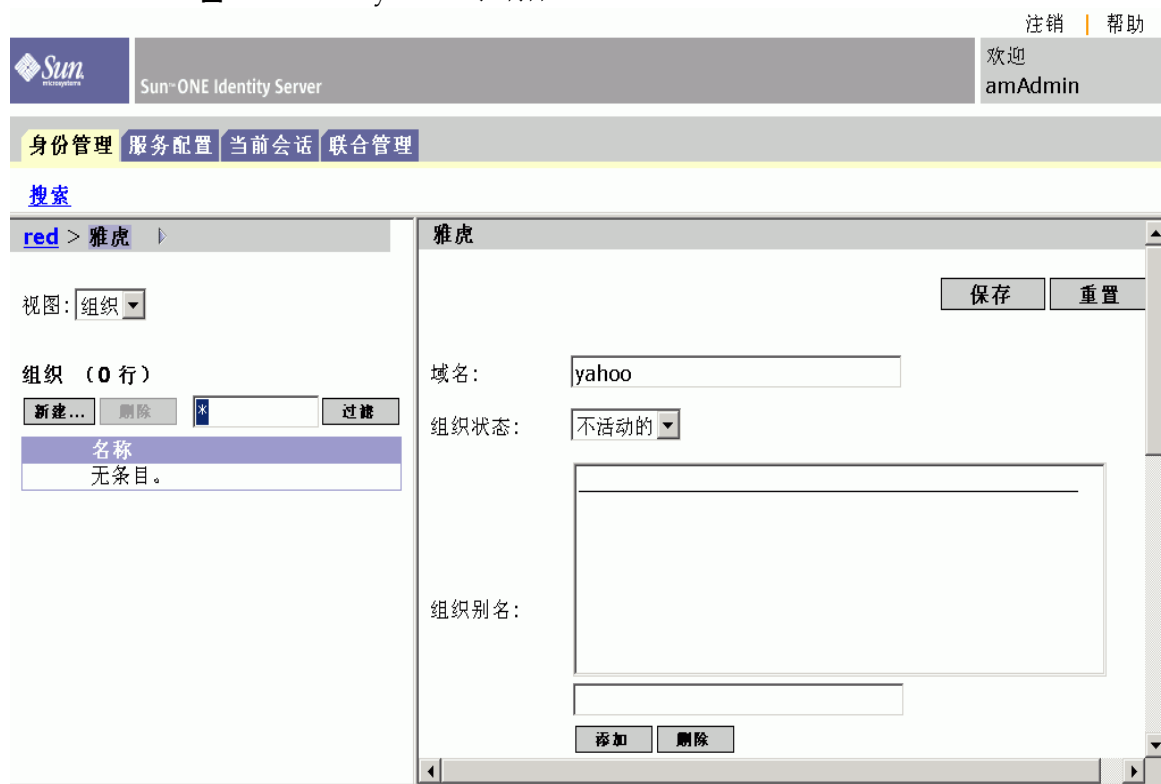 注销 | 帮助
Sun
microsystems
Sun™ ONE Identity Server
欢迎
amAdmin
身份管理 服务配置 当前会话 联合管理
搜索
red > 雅虎
雅虎
保存 重置
视图: 组织
组织 （0 行）
新建... 删除 * 过滤
名称
无条目。
域名: yahoo
组织状态: 不活动的
组织别名:
添加 删除